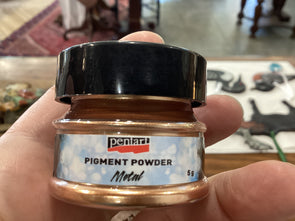 pentart
PIGMENT POWDER
Metal
6 g